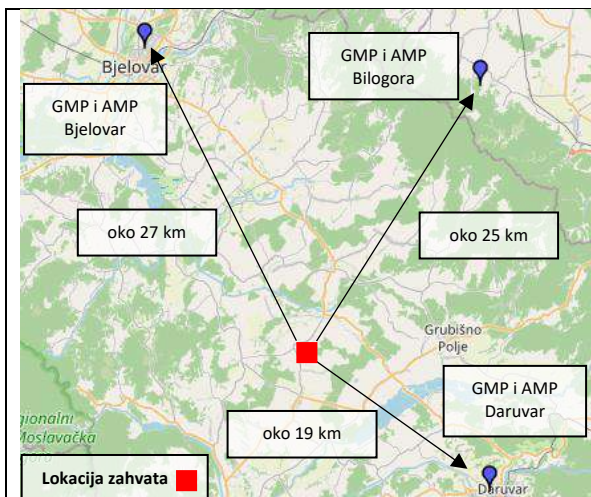 Bjelovar
GMP i AMP
Bilogora
GMP i AMP
Bjelovar
oko 27 km
oko 25 km
Grubišno
Polje
GMP i AMP
Daruvar
gionalni
Moslavačka
oko 19 km
Lokacija zahvata
Daruvar